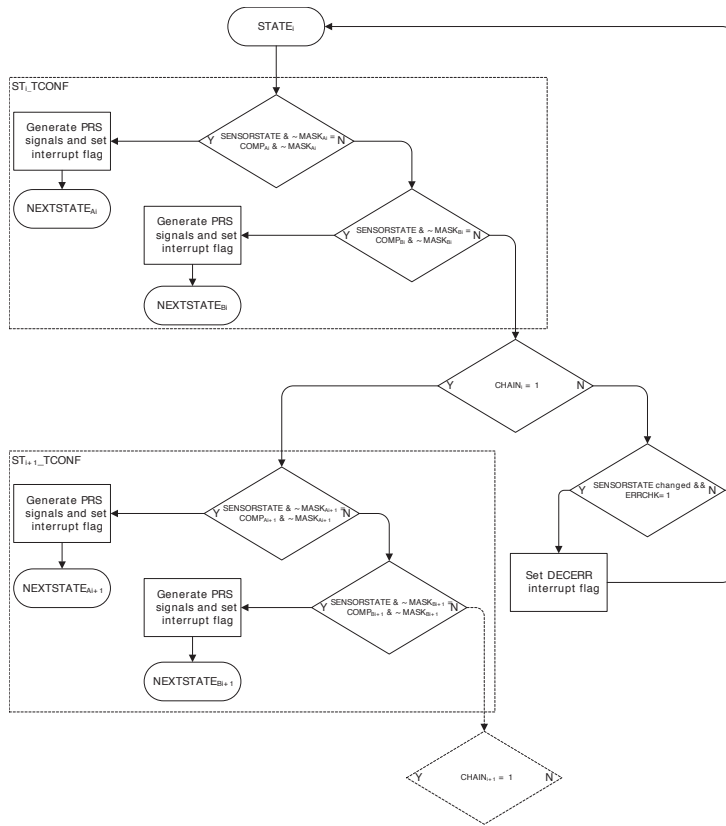 STATEi
STi_TCONF
Generate PRS
signals and set
interrupt flag
Y
SENSORSTATE & ~MASKAi =
COMPAi & ~MASKAi
N
NEXTSTATEAi
Generate PRS
signals and set
interrupt flag
Y
SENSORSTATE & ~MASKBi =
COMPBi & ~MASKBi
N
NEXTSTATEBi
Y
CHAINi = 1
N
STi+1_TCONF
Generate PRS
signals and set
interrupt flag
Y
SENSORSTATE & ~MASKAi+1 =
COMPAi+1 & ~MASKAi+1
N
Y
SENSORSTATE changed &&
ERRCHK=1
N
NEXTSTATEAi+1
Generate PRS
signals and set
interrupt flag
Y
SENSORSTATE & ~MASKBi+1 =
COMPBi+1 & ~MASKBi+1
N
Set DECERR
interrupt flag
NEXTSTATEBi+1
Y
CHAINi+1 = 1
N